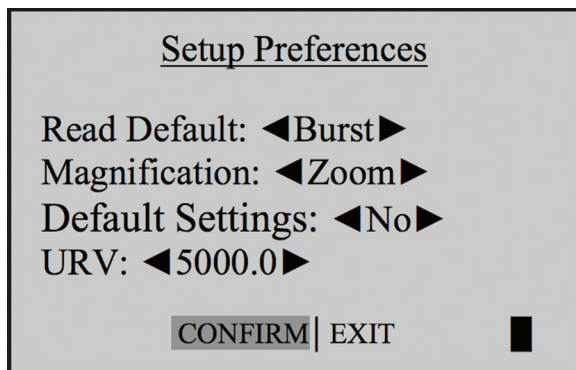 Setup Preferences
Read Default: ◀Burst▶
Magnification: ◀Zoom▶
Default Settings: ◀No▶
URV: ◀5000.0▶
CONFIRM| EXIT